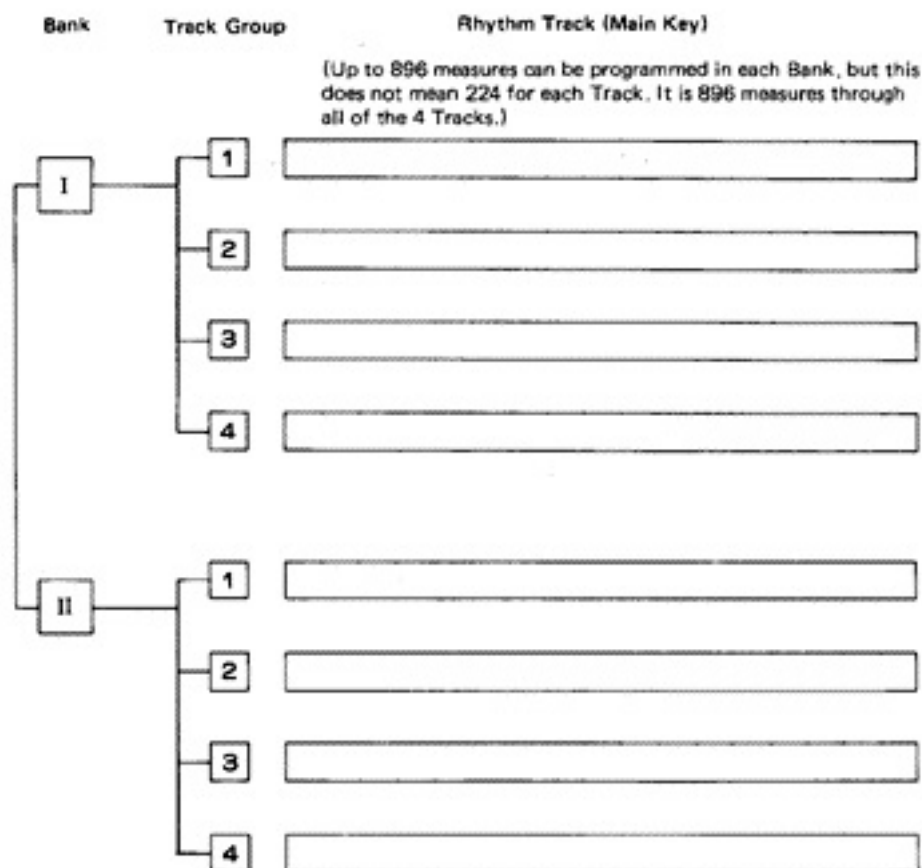 Bank Track Group Rhythm Track (Main Key)
(Up to 896 measures can be programmed in each Bank, but this
does not mean 224 for each Track. It is 896 measures through
all of the 4 Tracks.)
1
I
2
3
4
1
II
2
3
4